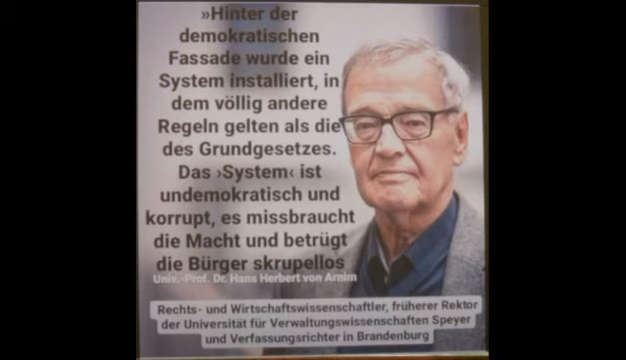 »Hinter der
demokratischen
Fassade wurde ein
System installiert, in
dem völlig andere
Regeln gelten als die
des Grundgesetzes.
Das ›System‹ ist
undemokratisch und
korrupt, es missbraucht
die Macht und betrügt
die Bürger skrupellos
Univ.-Prof. Dr. Hans Herbert von Arnim
Rechts- und Wirtschaftswissenschaftler, früherer Rektor
der Universität für Verwaltungswissenschaften Speyer
und Verfassungsrichter in Brandenburg